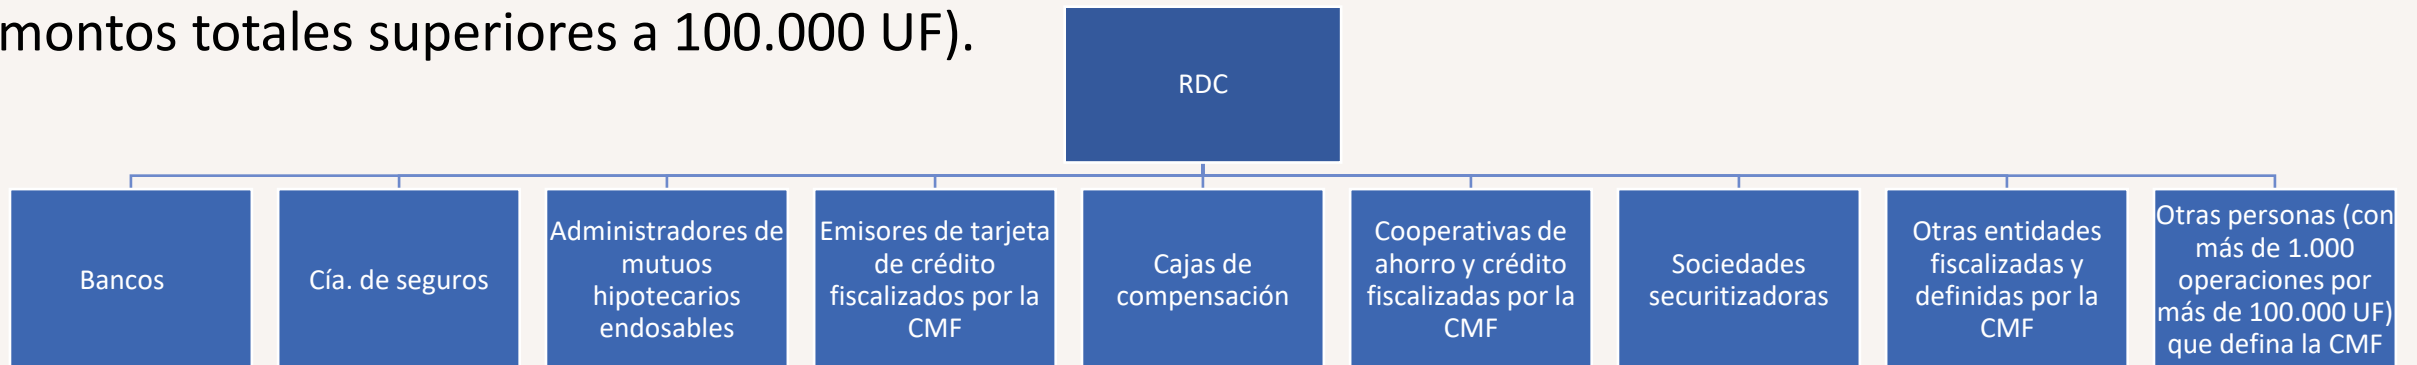 montos totales superiores a 100.000 UF).
RDC
Bancos
Cía. de seguros
Administradores de
mutuos
hipotecarios
endosables
Emisores de tarjeta
de crédito
fiscalizados por la
CMF
Cajas de
compensación
Cooperativas de
ahorro y crédito
fiscalizadas por la
CMF
Sociedades
securitizadoras
Otras entidades
fiscalizadas y
definidas por la
CMF
Otras personas (con
más de 1.000
operaciones por
más de 100.000 UF)
que defina la CMF